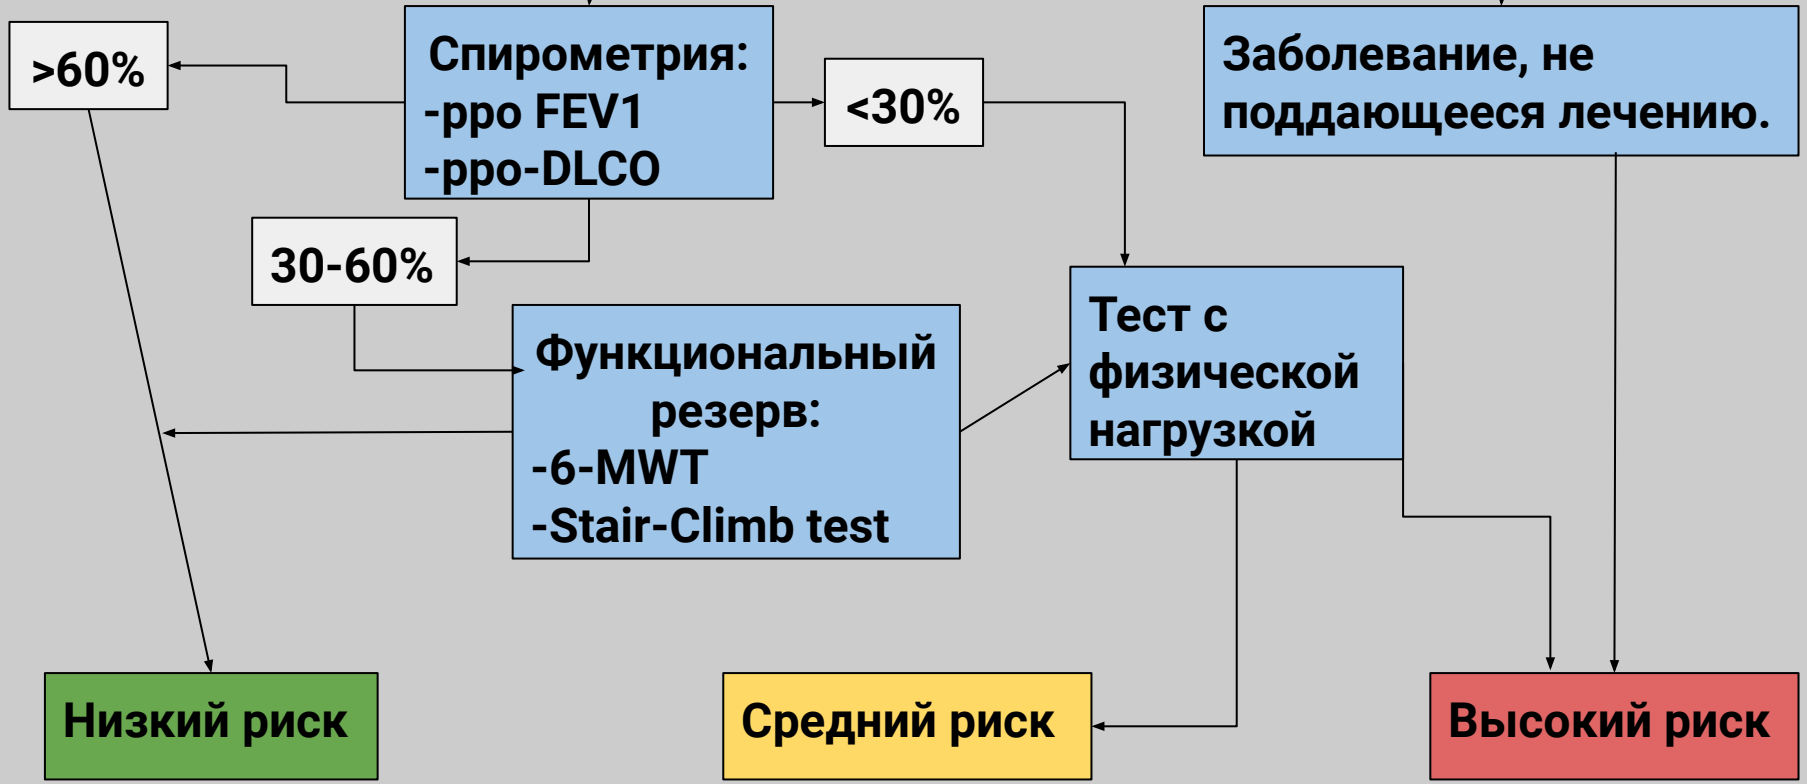 >60%
Спирометрия:
-ppo FEV1
-ppo-DLCO
<30%
Заболевание, не
поддающееся лечению.
30-60%
Функциональный
резерв:
-6-MWT
-Stair-Climb test
Тест с
физической
нагрузкой
Низкий риск
Средний риск
Высокий риск